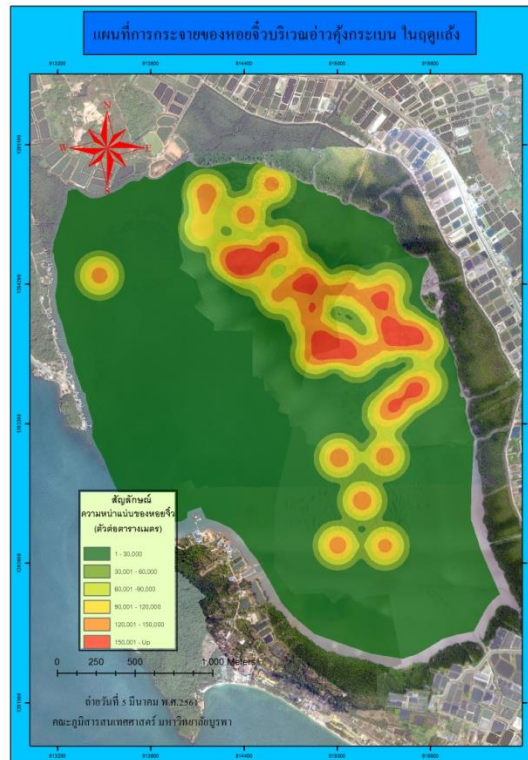 แผนที่การกระจายของหอยจิ๋วบริเวณอ่าวคุ้งกระเบน ในฤดูแล้ง
N
W E
S
สัญลักษณ์
ความหนาแน่นของหอยจิ๋ว
(ตัวต่อตารางเมตร)
1 - 30,000
30,001 - 60,000
60,001 -90,000
90,001 - 120,000
120,001 - 150,000
150,001 - Up
0 250 500 1,000 Meters
ถ่ายวันที่ 5 มีนาคม พ.ศ.2561
คณะภูมิสารสนเทศศาสตร์ มหาวิทยาลัยบูรพา